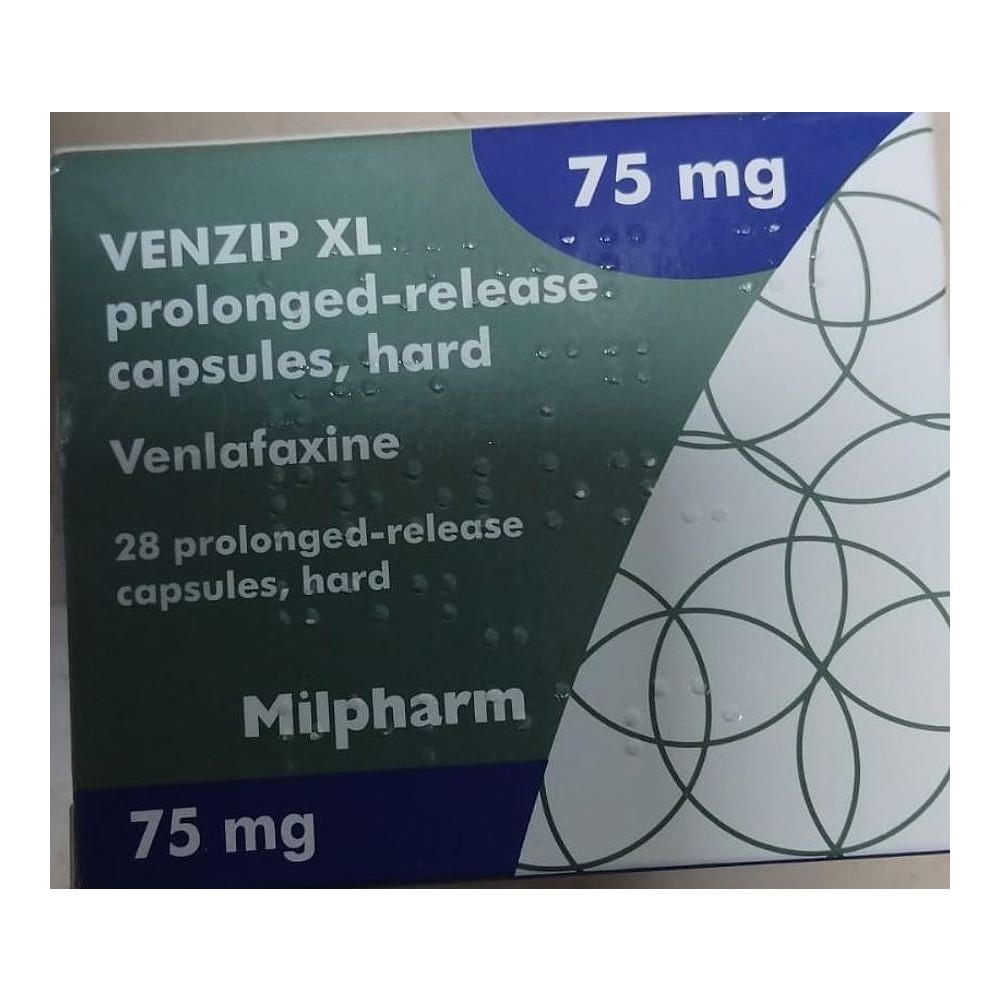 75 mg
VENZIP XL
prolonged-release
capsules, hard
Venlafaxine
28 prolonged-release
capsules, hard
Milpharm
75 mg